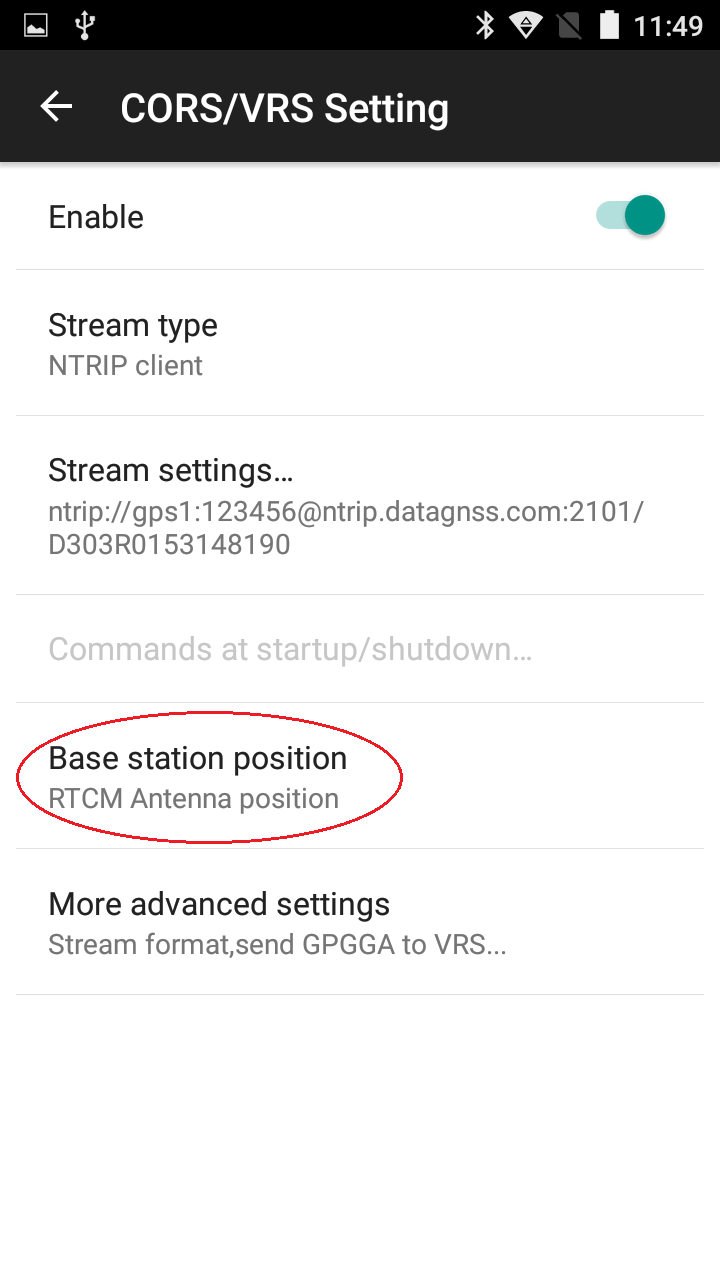 11:49
CORS/VRS Setting
Enable
Stream type
NTRIP client
Stream settings...
ntrip://gps1:123456@ntrip.datagnss.com:2101/
D303R0153148190
Commands at startup/shutdown...
Base station position
RTCM Antenna position
More advanced settings
Stream format,send GPGGA to VRS...